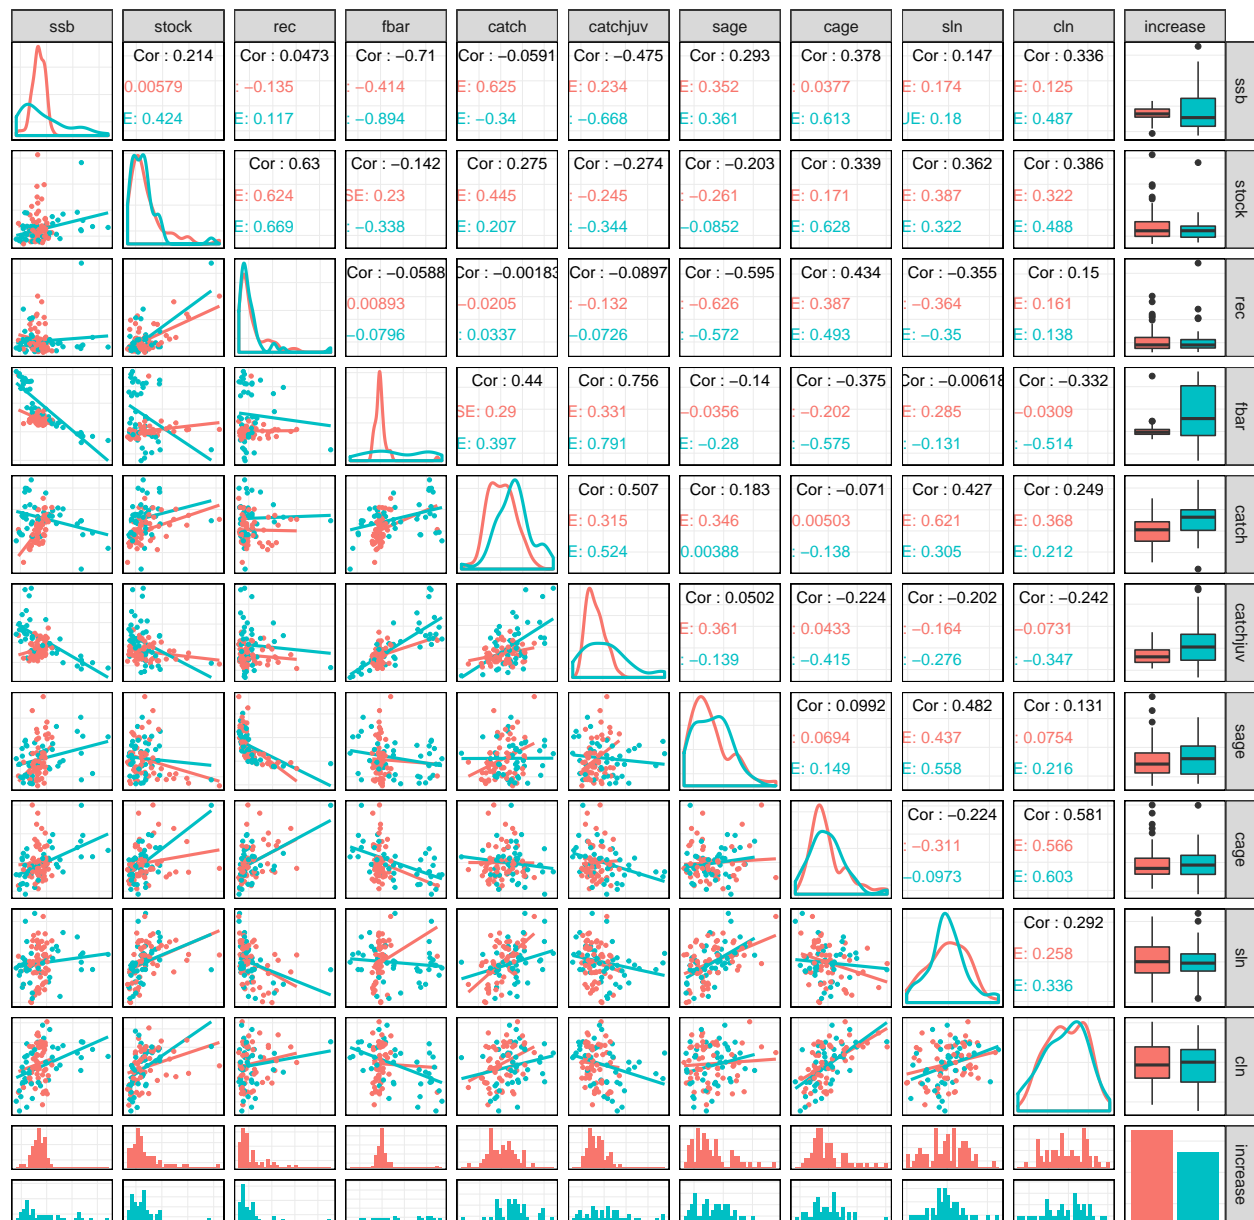 ssb stock rec fbar catch catchjuv sage cage sln cln increase
Cor : 0.214 Cor : 0.0473 Cor : −0.71 Cor : −0.0591 Cor : −0.475 Cor : 0.293 Cor : 0.378 Cor : 0.147 Cor : 0.336 ssb
0.00579 : −0.135 : −0.414 E: 0.625 E: 0.234 E: 0.352 : 0.0377 E: 0.174 E: 0.125
E: 0.424 E: 0.117 : −0.894 E: −0.34 : −0.668 E: 0.361 E: 0.613 UE: 0.18 E: 0.487
Cor : 0.63 Cor : −0.142 Cor : 0.275 Cor : −0.274 Cor : −0.203 Cor : 0.339 Cor : 0.362 Cor : 0.386 stock
E: 0.624 SE: 0.23 E: 0.445 : −0.245 : −0.261 E: 0.171 E: 0.387 E: 0.322
E: 0.669 : −0.338 E: 0.207 : −0.344 −0.0852 E: 0.628 E: 0.322 E: 0.488
Cor : −0.0588 Cor : −0.00183 Cor : −0.0897 Cor : −0.595 Cor : 0.434 Cor : −0.355 Cor : 0.15 rec
0.00893 −0.0205 : −0.132 : −0.626 E: 0.387 : −0.364 E: 0.161
−0.0796 : 0.0337 −0.0726 : −0.572 E: 0.493 E: −0.35 E: 0.138
Cor : 0.44 Cor : 0.756 Cor : −0.14 Cor : −0.375 Cor : −0.00618 Cor : −0.332 fbar
SE: 0.29 E: 0.331 −0.0356 : −0.202 E: 0.285 −0.0309
E: 0.397 E: 0.791 E: −0.28 : −0.575 : −0.131 : −0.514
Cor : 0.507 Cor : 0.183 Cor : −0.071 Cor : 0.427 Cor : 0.249 catch
E: 0.315 E: 0.346 0.00503 E: 0.621 E: 0.368
E: 0.524 0.00388 : −0.138 E: 0.305 E: 0.212
Cor : 0.0502 Cor : −0.224 Cor : −0.202 Cor : −0.242 catchjuv
E: 0.361 : 0.0433 : −0.164 −0.0731
: −0.139 : −0.415 : −0.276 : −0.347
Cor : 0.0992 Cor : 0.482 Cor : 0.131 sage
: 0.0694 E: 0.437 : 0.0754
E: 0.149 E: 0.558 E: 0.216
Cor : −0.224 Cor : 0.581 cage
: −0.311 E: 0.566
−0.0973 E: 0.603
Cor : 0.292 sln
E: 0.258
E: 0.336
cln
increase